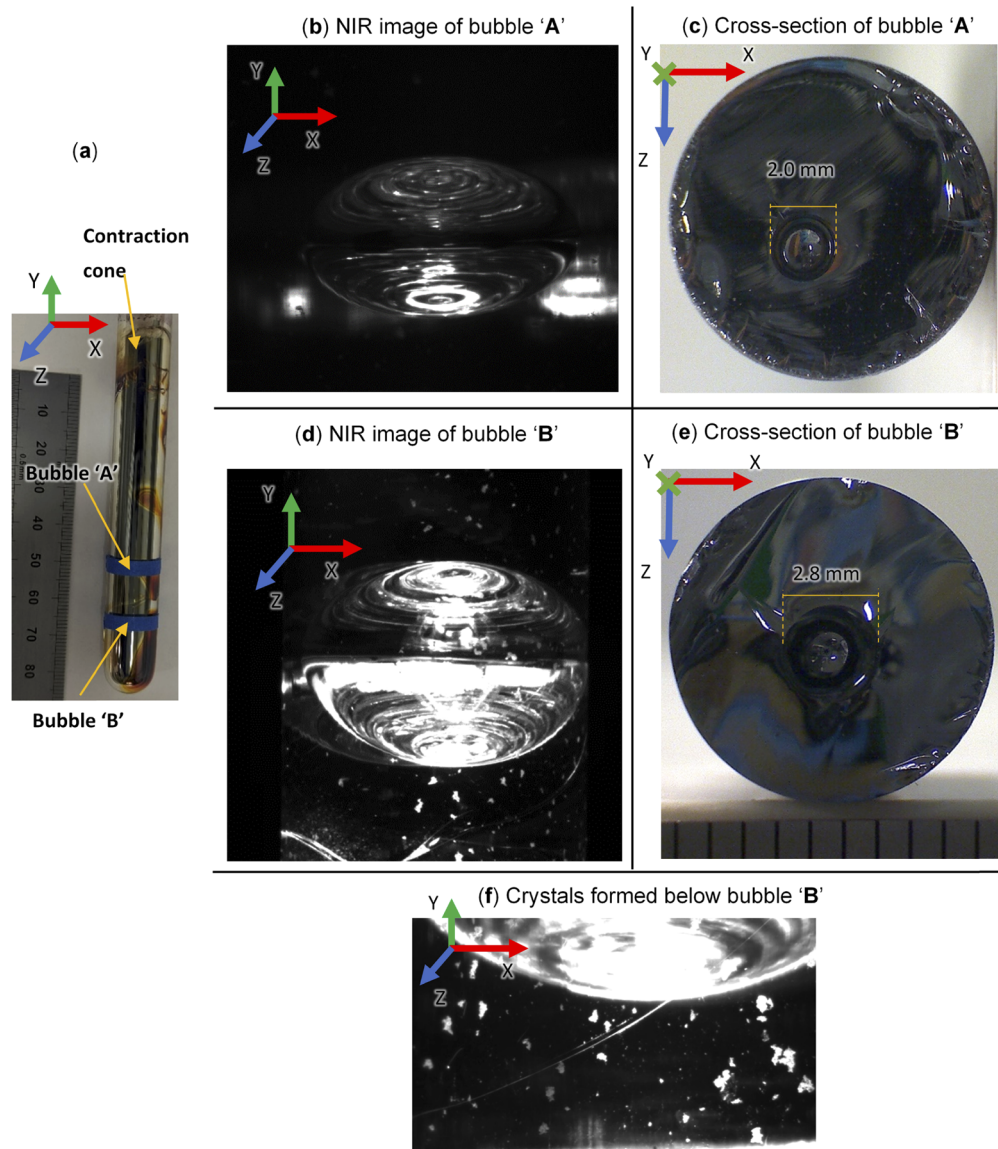 (a)
Contraction
cone
Y
X
Z
10
20
0.5mm
30
40
50
60
70
80
Bubble ‘A’
Bubble ‘B’
(b) NIR image of bubble ‘A’
Y
X
Z
(c) Cross-section of bubble ‘A’
Y
X
Z
2.0 mm
(d) NIR image of bubble ‘B’
Y
X
Z
(e) Cross-section of bubble ‘B’
Y
X
Z
2.8 mm
(f) Crystals formed below bubble ‘B’
Y
X
Z